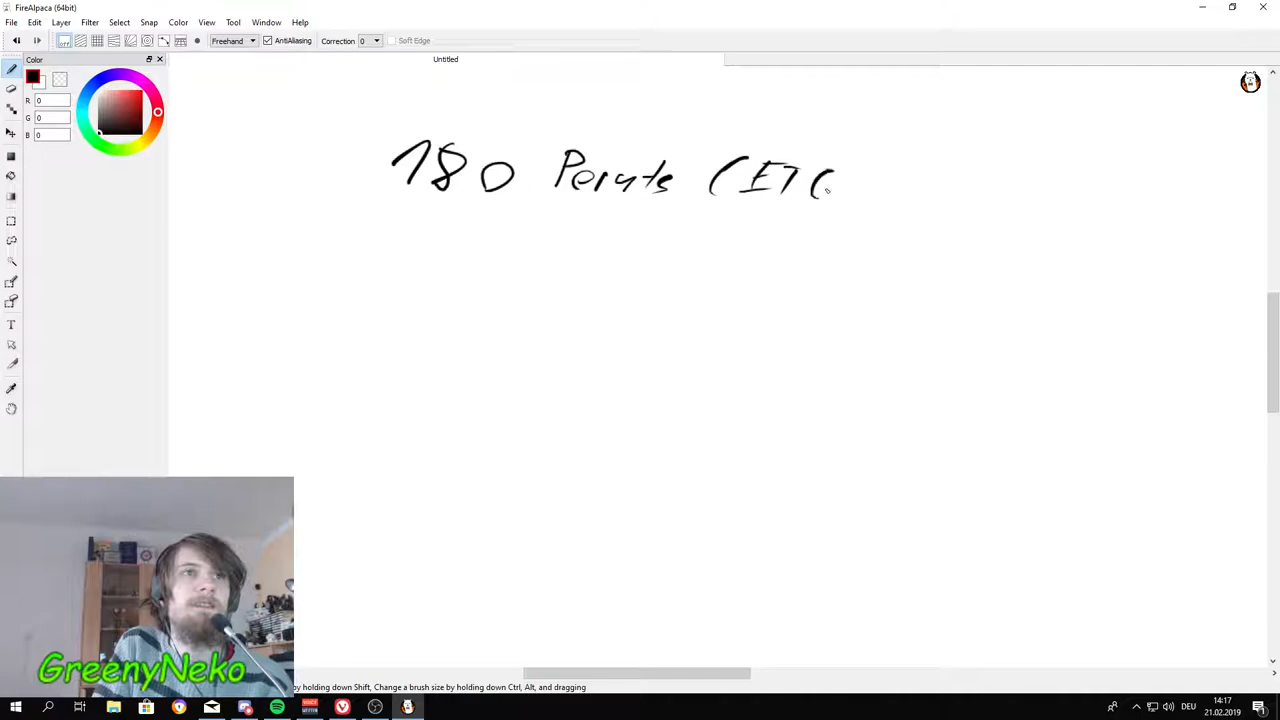 FireAlpaca (64bit)
File Edit Layer Filter Select Snap Color View Tool Window Help
OFF Freehand AntiAliasing Correction 0 Soft Edge
Color
Untitled
R 0
G 0
B 0
180 (ETC
GreenyNeko
by holding down Shift, Change a brush size by holding down Ctrl, Alt, and dragging
DEU
14:17
21.02.2019
1